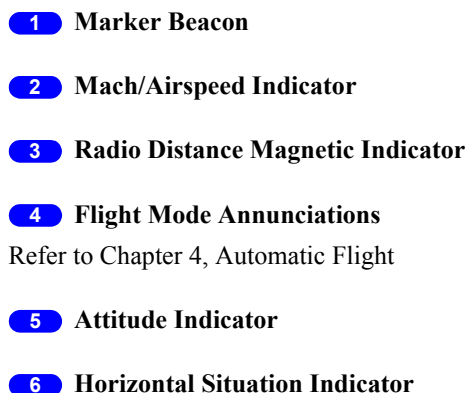 1 Marker Beacon
2 Mach/Airspeed Indicator
3 Radio Distance Magnetic Indicator
4 Flight Mode Annunciations
Refer to Chapter 4, Automatic Flight
5 Attitude Indicator
6 Horizontal Situation Indicator